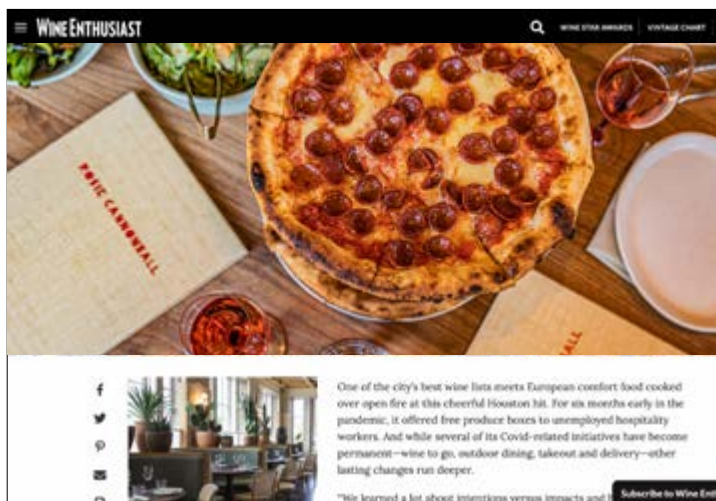 WINE ENTHUSIAST
WINE STAR AWARDS
VINTAGE CHART
ROSIE CANNONBALL
BALL
One of the city's best wine lists meets European comfort food cooked
over open fire at this cheerful Houston hit. For six months early in the
pandemic, it offered free produce boxes to unemployed hospitality
workers. And while several of its Covid-related initiatives have become
permanent—wine to go, outdoor dining, takeout and delivery—other
lasting changes run deeper.
"We learned a lot about intentions versus impacts and
Subscribe to Wine Ent